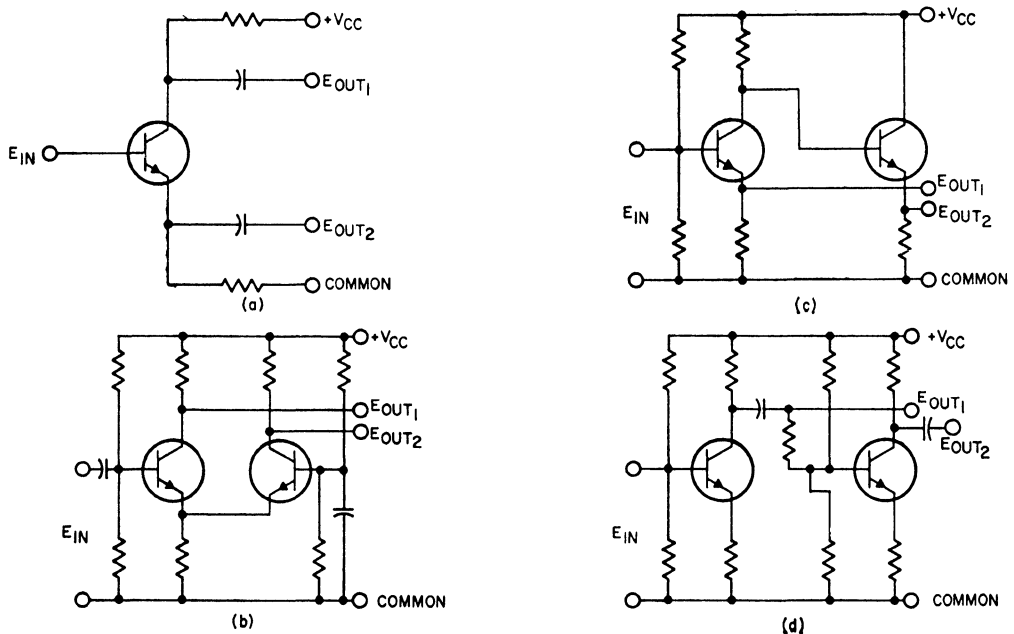 +VCC
EOUT1
EIN
EOUT2
COMMON
(a)
+VCC
EOUT1
EOUT2
EIN
COMMON
(c)
+VCC
EOUT1
EOUT2
EIN
COMMON
(b)
+VCC
EOUT1
EOUT2
EIN
COMMON
(d)